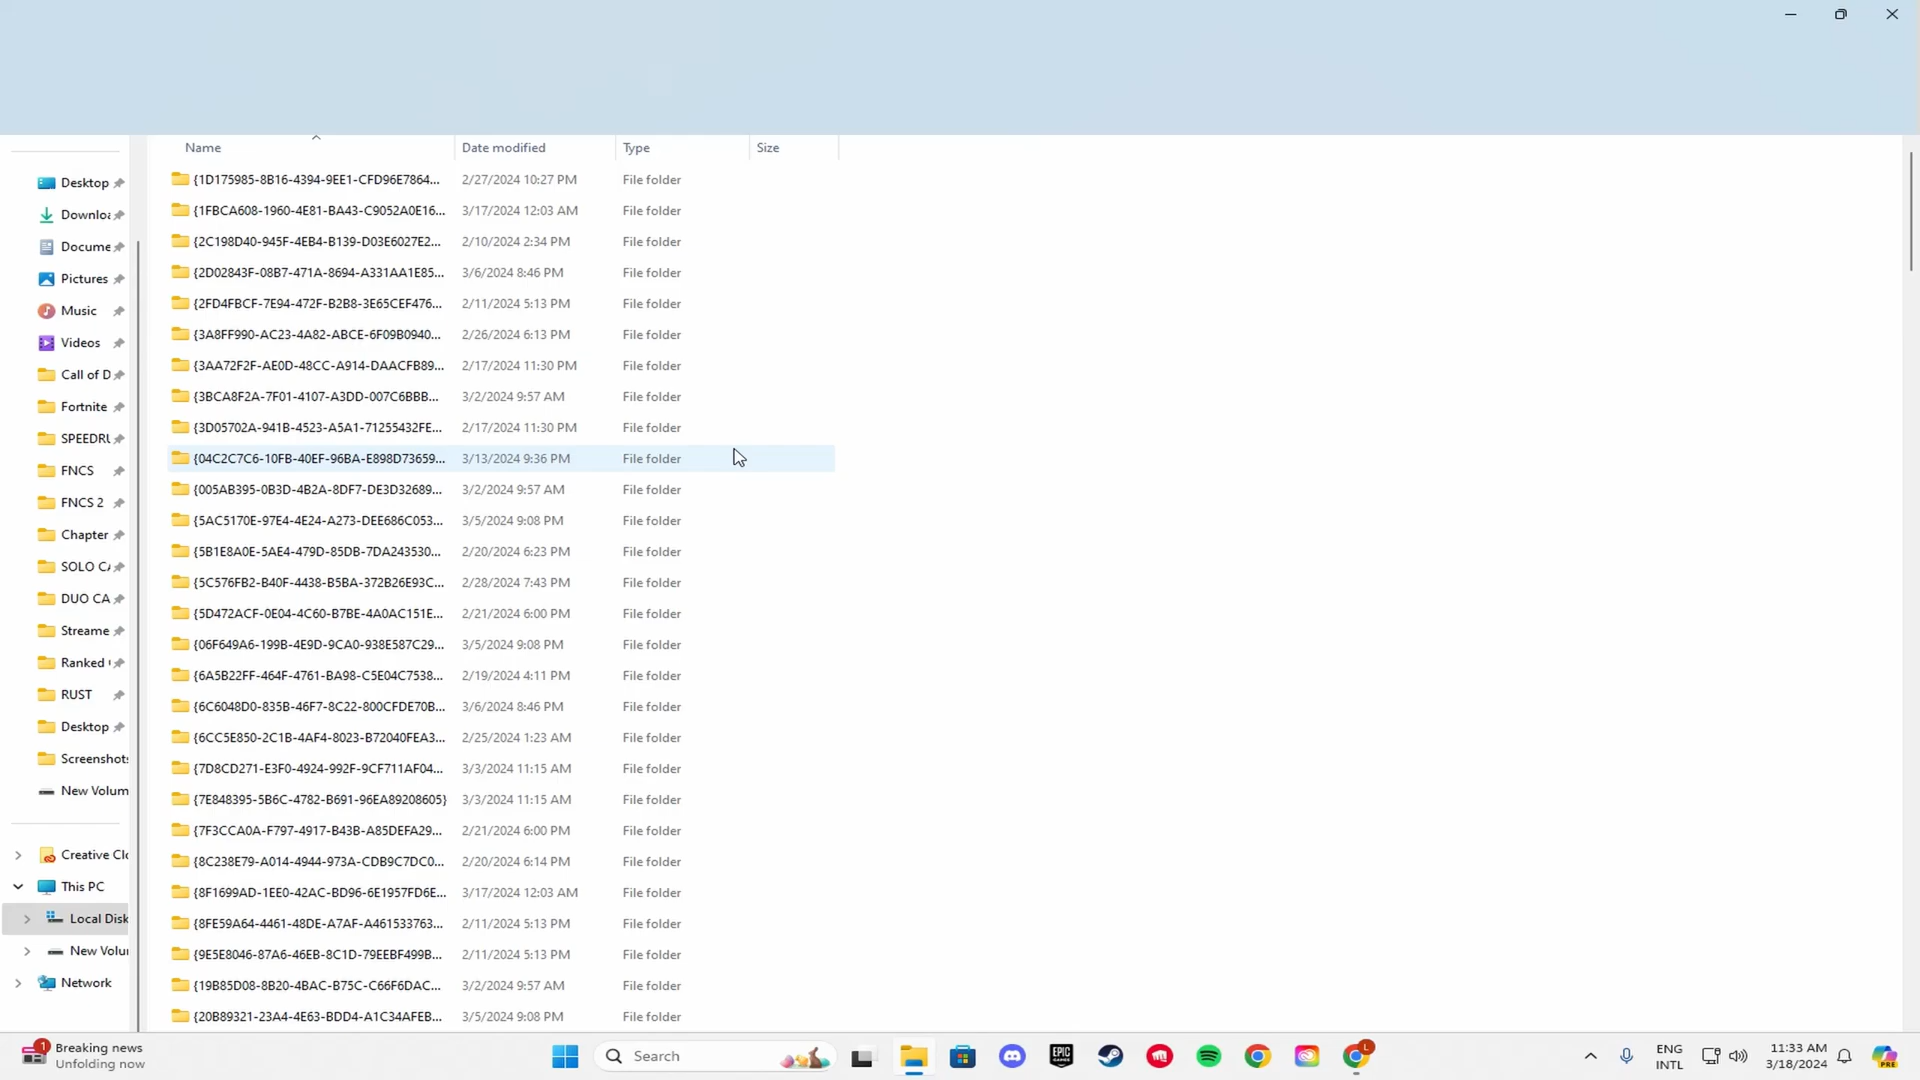 Name Date modified Type Size
Desktop
Downloa
Docume
Pictures
Music
Videos
Call of D
Fortnite
SPEEDRU
FNCS
FNCS 2
Chapter
SOLO CA
DUO CA
Streame
Ranked
RUST
Desktop
Screenshots
New Volum
Creative Clo
This PC
Local Disk
New Volu
Network
{1D175985-8B16-4394-9EE1-CFD96E7864... 2/27/2024 10:27 PM File folder
{1FBCA608-1960-4E81-BA43-C9052A0E16... 3/17/2024 12:03 AM File folder
{2C198D40-945F-4EB4-B139-D03E6027E2... 2/10/2024 2:34 PM File folder
{2D02843F-08B7-471A-8694-A331AA1E85... 3/6/2024 8:46 PM File folder
{2FD4FBCF-7E94-472F-B2B8-3E65CEF476... 2/11/2024 5:13 PM File folder
{3A8FF990-AC23-4A82-ABCE-6F09B0940... 2/26/2024 6:13 PM File folder
{3AA72F2F-AE0D-48CC-A914-DAACFB89... 2/17/2024 11:30 PM File folder
{3BCA8F2A-7F01-4107-A3DD-007C6BBB... 3/2/2024 9:57 AM File folder
{3D05702A-941B-4523-A5A1-71255432FE... 2/17/2024 11:30 PM File folder
{04C2C7C6-10FB-40EF-96BA-E898D73659... 3/13/2024 9:36 PM File folder
{005AB395-0B3D-4B2A-8DF7-DE3D32689... 3/2/2024 9:57 AM File folder
{5AC5170E-97E4-4E24-A273-DEE686C053... 3/5/2024 9:08 PM File folder
{5B1E8A0E-5AE4-479D-85DB-7DA243530... 2/20/2024 6:23 PM File folder
{5C576FB2-B40F-4438-B5BA-372B26E93C... 2/28/2024 7:43 PM File folder
{5D472ACF-0E04-4C60-B7BE-4A0AC151E... 2/21/2024 6:00 PM File folder
{06F649A6-199B-4E9D-9CA0-938E587C29... 3/5/2024 9:08 PM File folder
{6A5B22FF-464F-4761-BA98-C5E04C7538... 2/19/2024 4:11 PM File folder
{6C6048D0-835B-46F7-8C22-800CFDE70B... 3/6/2024 8:46 PM File folder
{6CC5E850-2C1B-4AF4-8023-B72040FEA3... 2/25/2024 1:23 AM File folder
{7D8CD271-E3F0-4924-992F-9CF711AF04... 3/3/2024 11:15 AM File folder
{7E848395-5B6C-4782-B691-96EA89208605} 3/3/2024 11:15 AM File folder
{7F3CCA0A-F797-4917-B43B-A85DEFA29... 2/21/2024 6:00 PM File folder
{8C238E79-A014-4944-973A-CDB9C7DC0... 2/20/2024 6:14 PM File folder
{8F1699AD-1EE0-42AC-BD96-6E1957FD6E... 3/17/2024 12:03 AM File folder
{8FE59A64-4461-48DE-A7AF-A461533763... 2/11/2024 5:13 PM File folder
{9E5E8046-87A6-46EB-8C1D-79EEBF499B... 2/11/2024 5:13 PM File folder
{19B85D08-8B20-4BAC-B75C-C66F6DAC... 3/2/2024 9:57 AM File folder
{20B89321-23A4-4E63-BDD4-A1C34AFEB... 3/5/2024 9:08 PM File folder
1 Breaking news
Unfolding now
Search
EPIC GAMES
L
ENG
INTL
11:33 AM
3/18/2024
PRE